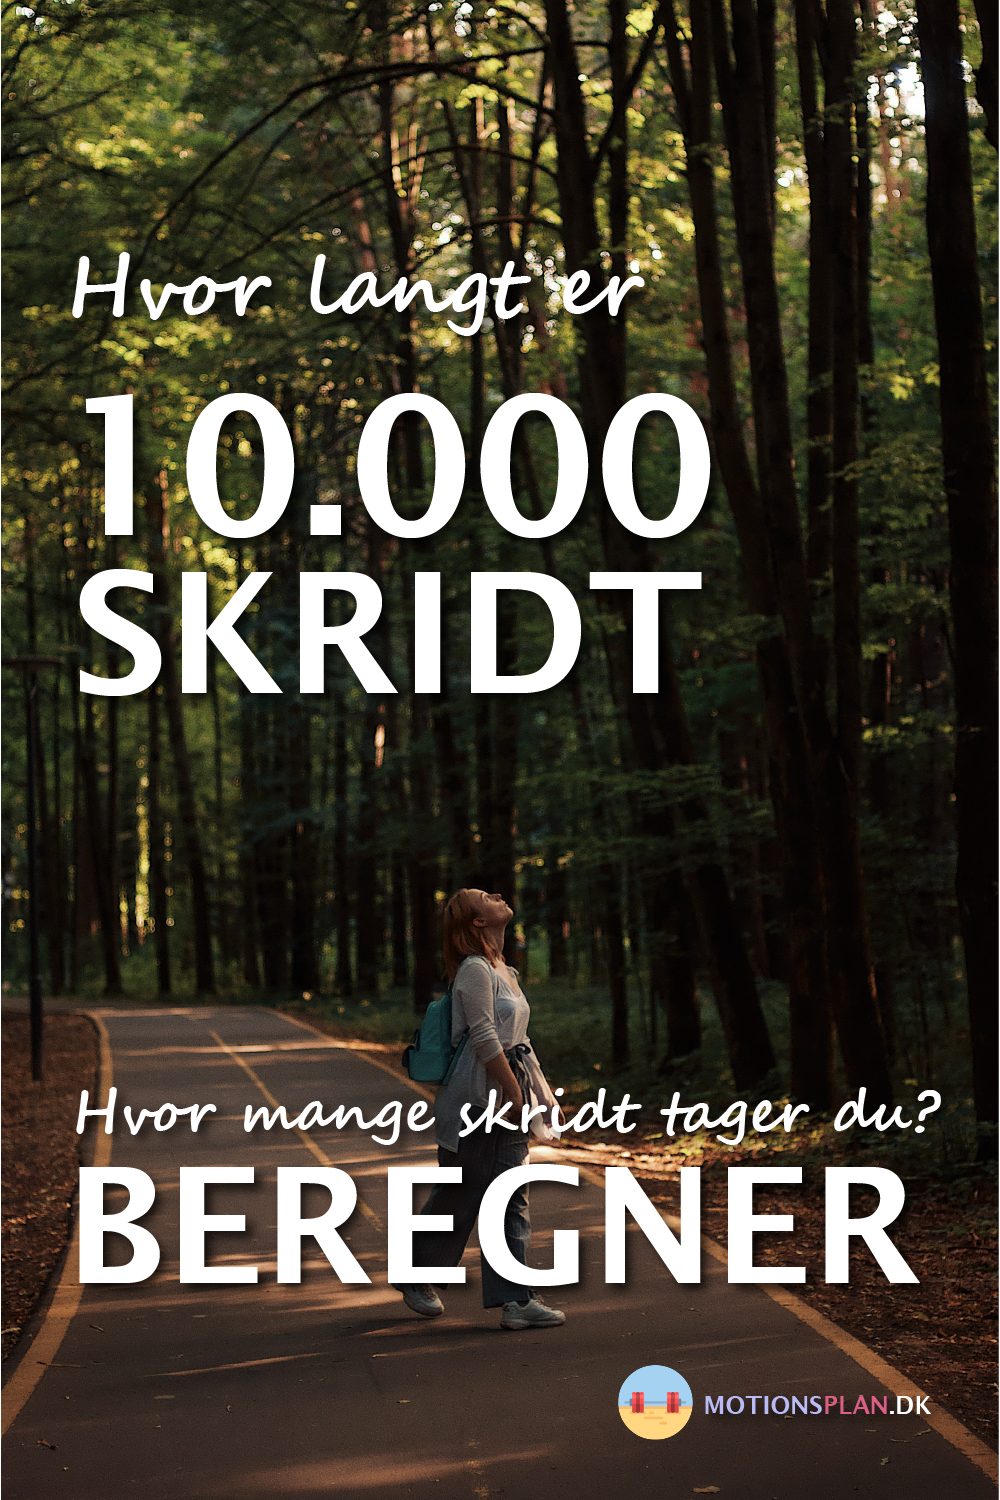 Hvor langt er
10.000
SKRIDT
Hvor mange skridt tager du?
BEREGNER
MOTIONSPLAN.DK